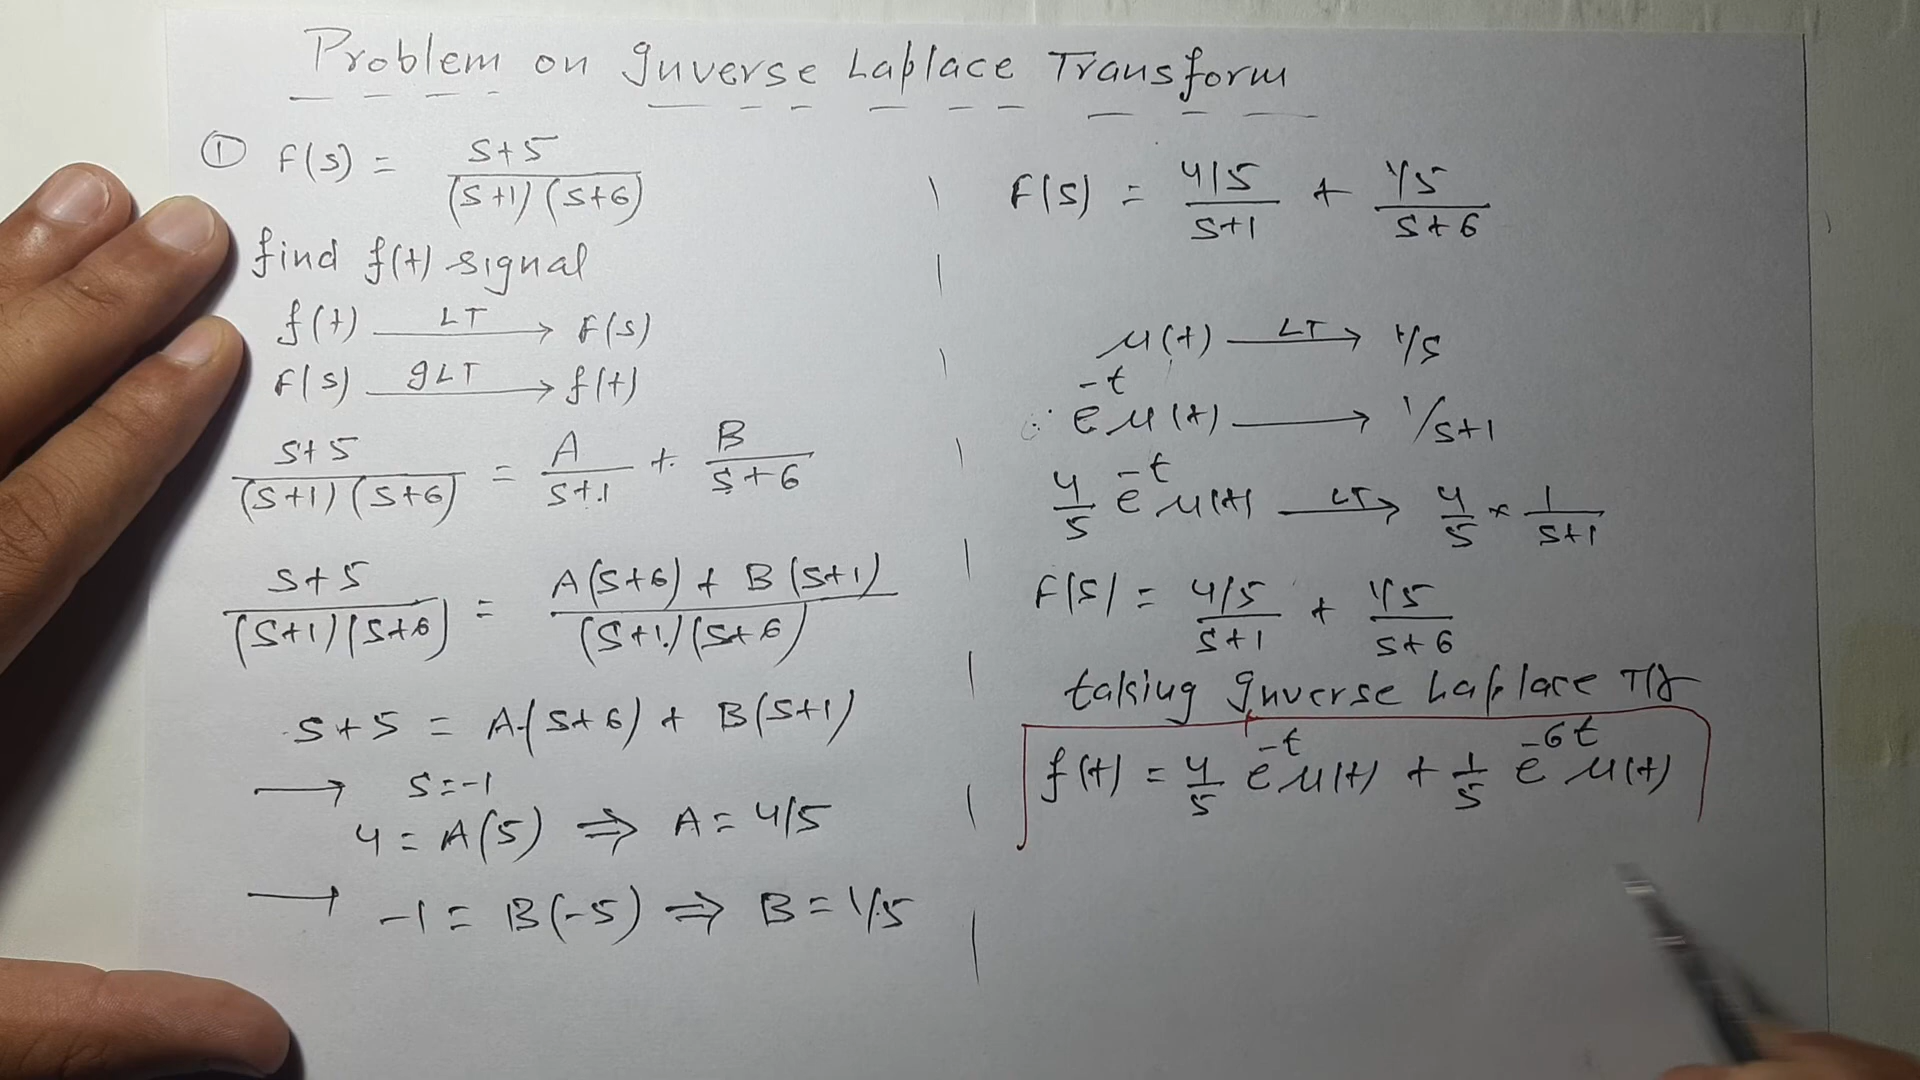 Problem on Inverse Laplace Transform
① F(s) = s+5 / (s+1)(s+6)
find f(t) signal
f(t) —LT→ F(s)
F(s) —ILT→ f(t)
s+5 / (s+1)(s+6) = A / s+1 + B / s+6
s+5 / (s+1)(s+6) = A(s+6) + B(s+1) / (s+1)(s+6)
s+5 = A(s+6) + B(s+1)
→ s=-1
4 = A(5) ⇒ A = 4/5
→ -1 = B(-5) ⇒ B = 1/5
F(s) = 4/5 / s+1 + 1/5 / s+6
u(t) —LT→ 1/s
e^-t u(t) → 1/s+1
4/5 e^-t u(t) —LT→ 4/5 * 1/s+1
F(s) = 4/5 / s+1 + 1/5 / s+6
taking Inverse Laplace T/f
f(t) = 4/5 e^-t u(t) + 1/5 e^-6t u(t)